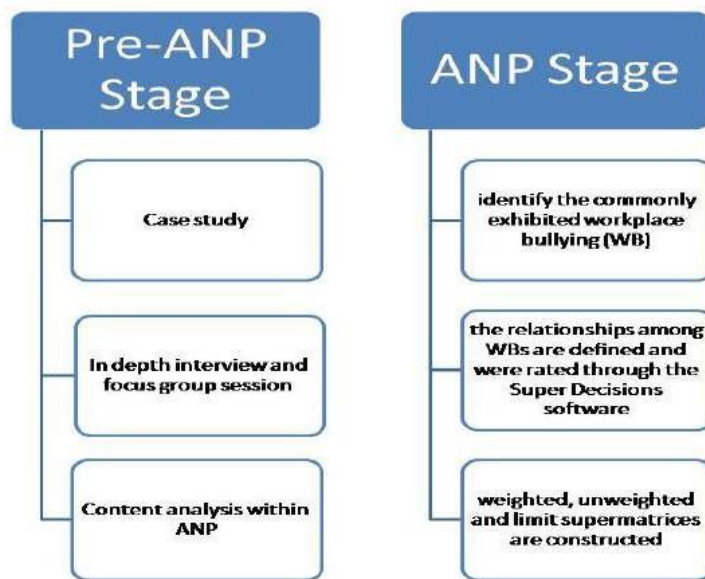 Pre-ANP
Stage
Case study
In depth interview and
focus group session
Content analysis within
ANP
ANP Stage
identify the commonly
exhibited workplace
bullying (WB)
the relationships among
WBs are defined and
were rated through the
Super Decisions
software
weighted, unweighted
and limit supermatrices
are constructed